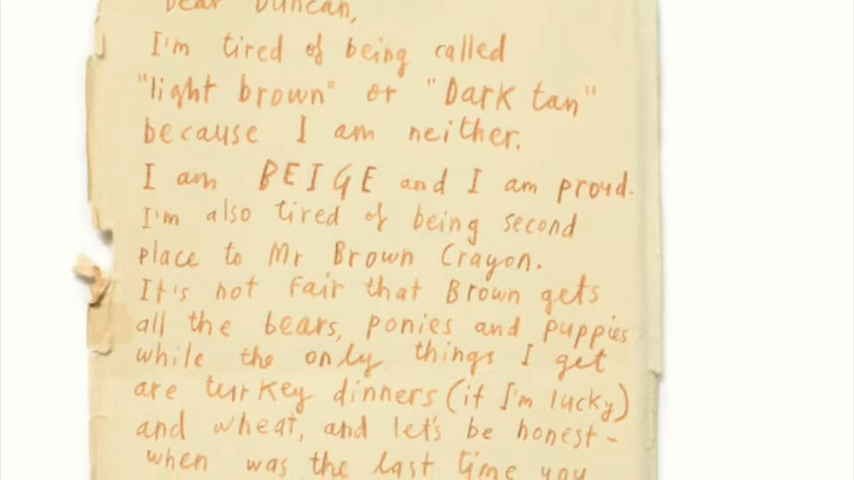 Dear Duncan,
I'm tired of being called
"light brown" or "Dark tan"
because I am neither.
I am BEIGE and I am proud.
I'm also tired of being second
place to Mr Brown Crayon.
It's not fair that Brown gets
all the bears, ponies and puppies
while the only things I get
are turkey dinners (if I'm lucky)
and wheat, and let's be honest-
when was the last time you